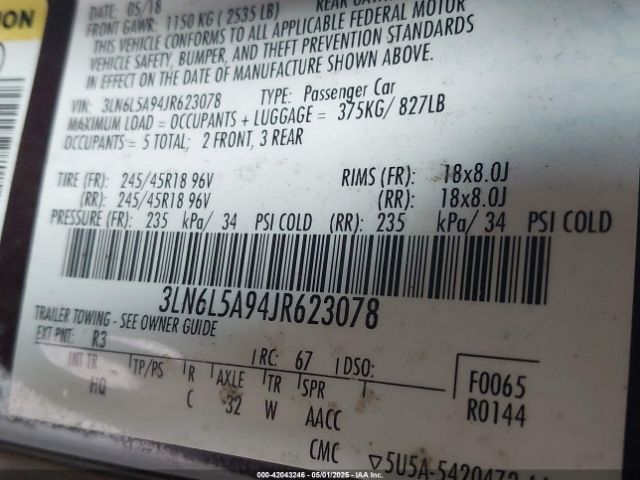 ION
DATE: 05/18
FRONT GAWR: 1150 KG ( 2535 LB) REAR
THIS VEHICLE CONFORMS TO ALL APPLICABLE FEDERAL MOTOR
VEHICLE SAFETY, BUMPER, AND THEFT PREVENTION STANDARDS
IN EFFECT ON THE DATE OF MANUFACTURE SHOWN ABOVE.
VIN: 3LN6L5A94JR623078 TYPE: Passenger Car
MAXIMUM LOAD = OCCUPANTS + LUGGAGE = 375KG/ 827LB
OCCUPANTS = 5 TOTAL; 2 FRONT, 3 REAR
TIRE (FR): 245/45R18 96V RIMS (FR): 18x8.0J
(RR): 245/45R18 96V (RR): 18x8.0J
PRESSURE (FR): 235 kPa/ 34 PSI COLD (RR): 235 kPa/ 34 PSI COLD
3LN6L5A94JR623078
TRAILER TOWING - SEE OWNER GUIDE
EXT PNT: R3 RC: 67 DSO:
INT TR TP/PS R AXLE TR SPR F0065
HQ C 32 W AACC R0144
CMC ▽5U5A-5420472
000-42043246 - 05/01/2025 - IAAHolding, LLC.